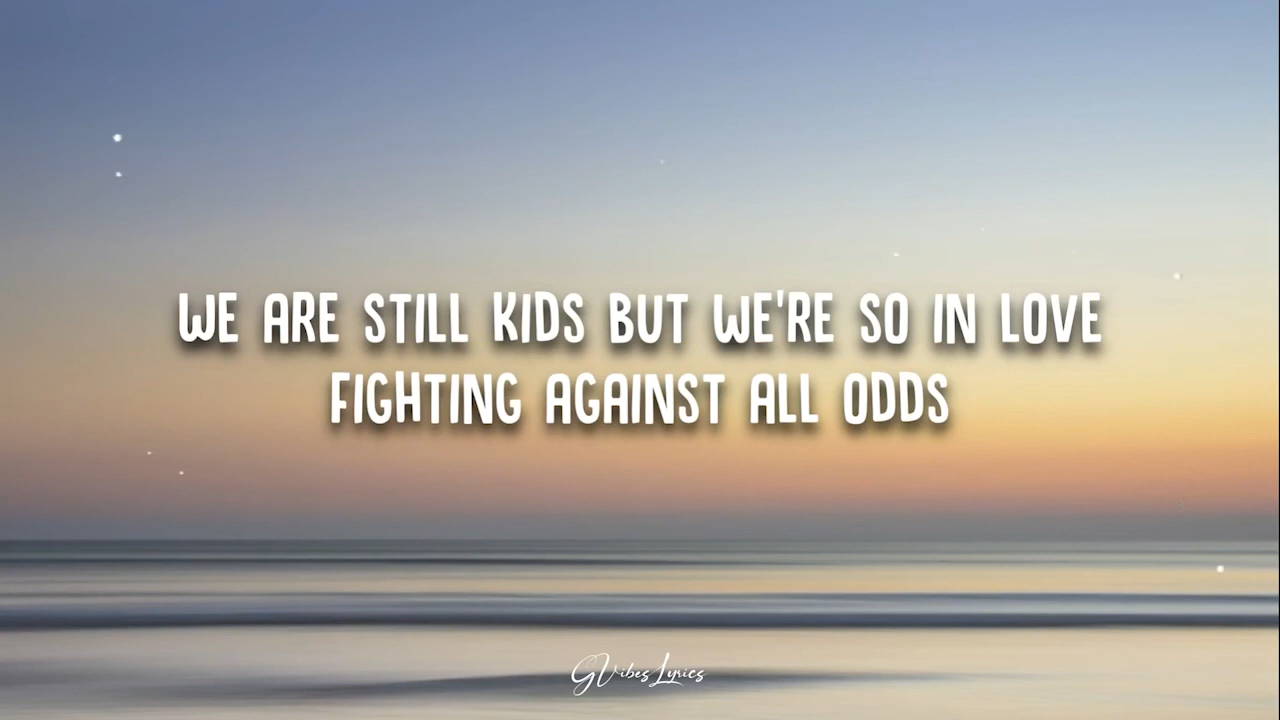 WE ARE STILL KIDS BUT WE'RE SO IN LOVE
FIGHTING AGAINST ALL ODDS
GVibes Lyrics